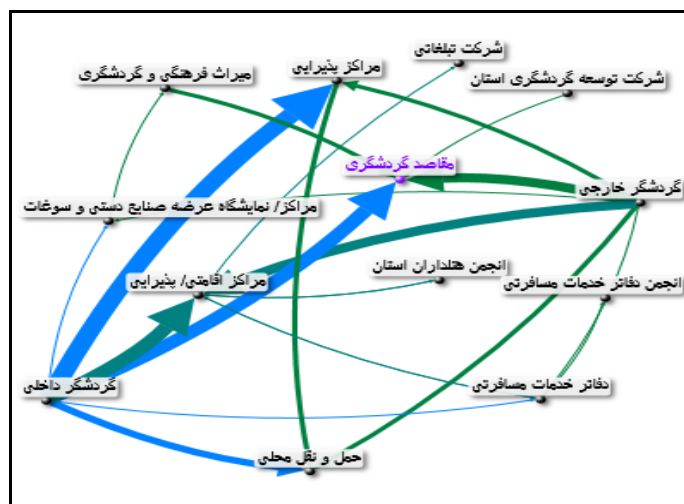 شرکت تبلیغاتی
مراکز پذیرایی
میراث فرهنگی و گردشگری
شرکت توسعه گردشگری استان
مقاصد گردشگری
گردشگر خارجی
مراکز/ نمایشگاه عرضه صنایع دستی و سوغات
انجمن هتلداران استان
مراکز اقامتی/ پذیرایی
انجمن دفاتر خدمات مسافرتی
گردشگر داخلی
دفاتر خدمات مسافرتی
حمل و نقل محلی